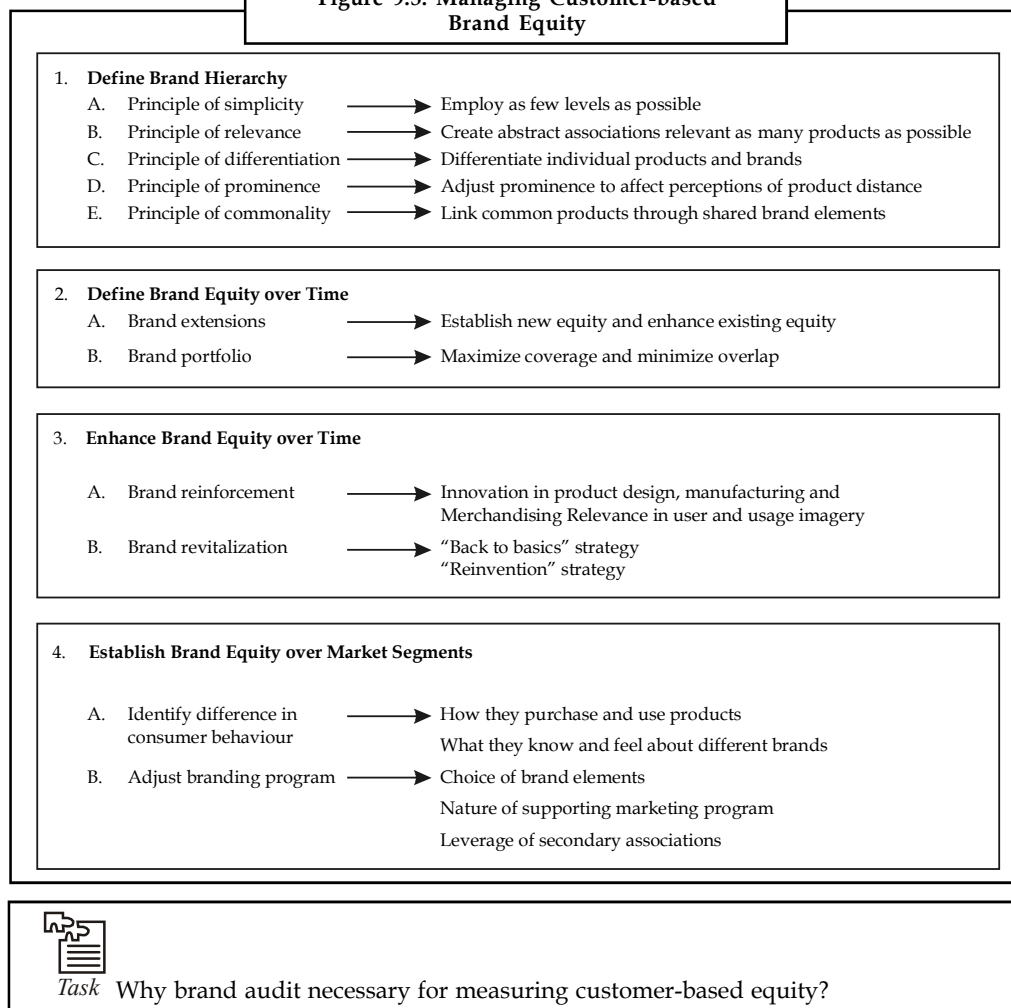 Figure 9.3: Managing Customer-based
Brand Equity
1. Define Brand Hierarchy
A. Principle of simplicity Employ as few levels as possible
B. Principle of relevance Create abstract associations relevant as many products as possible
C. Principle of differentiation Differentiate individual products and brands
D. Principle of prominence Adjust prominence to affect perceptions of product distance
E. Principle of commonality Link common products through shared brand elements
2. Define Brand Equity over Time
A. Brand extensions Establish new equity and enhance existing equity
B. Brand portfolio Maximize coverage and minimize overlap
3. Enhance Brand Equity over Time
A. Brand reinforcement Innovation in product design, manufacturing and
Merchandising Relevance in user and usage imagery
B. Brand revitalization “Back to basics” strategy
“Reinvention” strategy
4. Establish Brand Equity over Market Segments
A. Identify difference in How they purchase and use products
consumer behaviour
What they know and feel about different brands
B. Adjust branding program Choice of brand elements
Nature of supporting marketing program
Leverage of secondary associations
Task Why brand audit necessary for measuring customer-based equity?